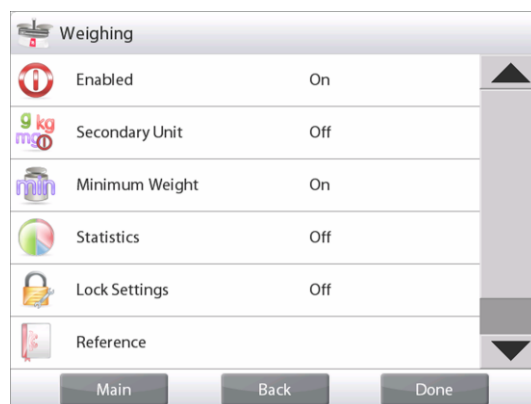 Weighing
Enabled On
g kg
mg
Secondary Unit Off
min
Minimum Weight On
Statistics Off
Lock Settings Off
Reference
Main Back Done